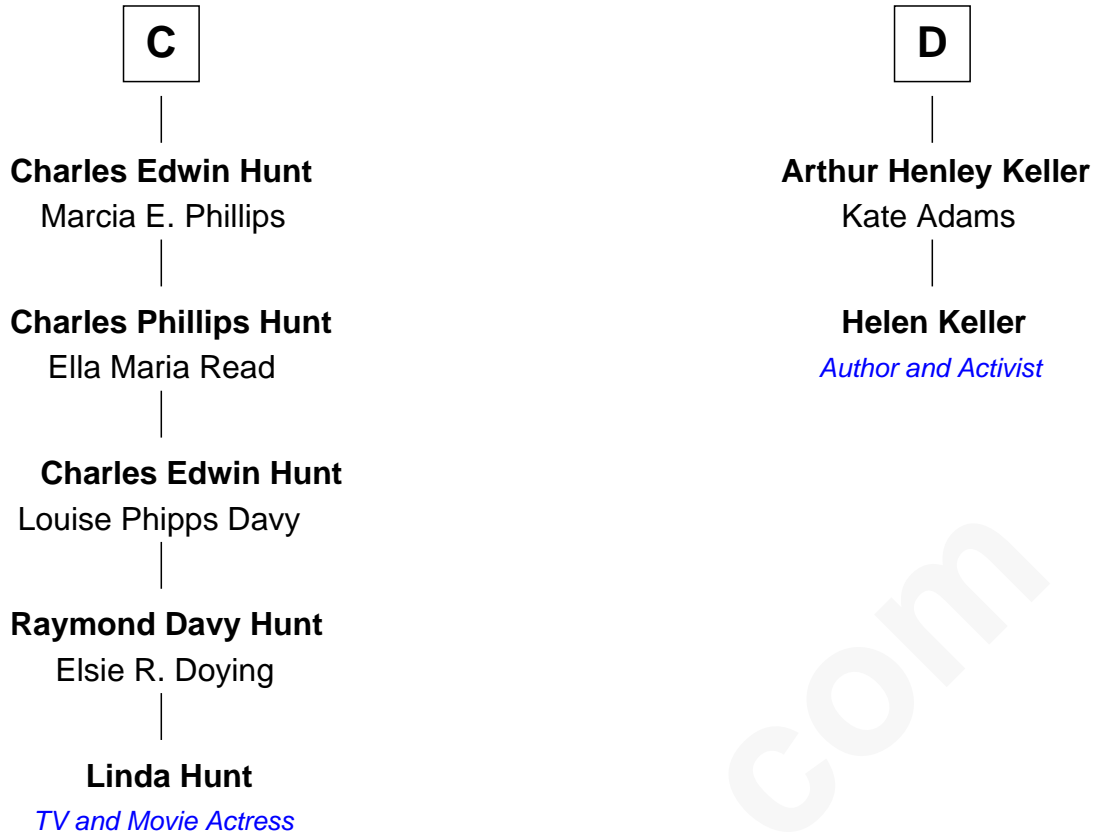 C
Charles Edwin Hunt
Marcia E. Phillips
Charles Phillips Hunt
Ella Maria Read
Charles Edwin Hunt
Louise Phipps Davy
Raymond Davy Hunt
Elsie R. Doying
Linda Hunt
TV and Movie Actress
D
Arthur Henley Keller
Kate Adams
Helen Keller
Author and Activist
com